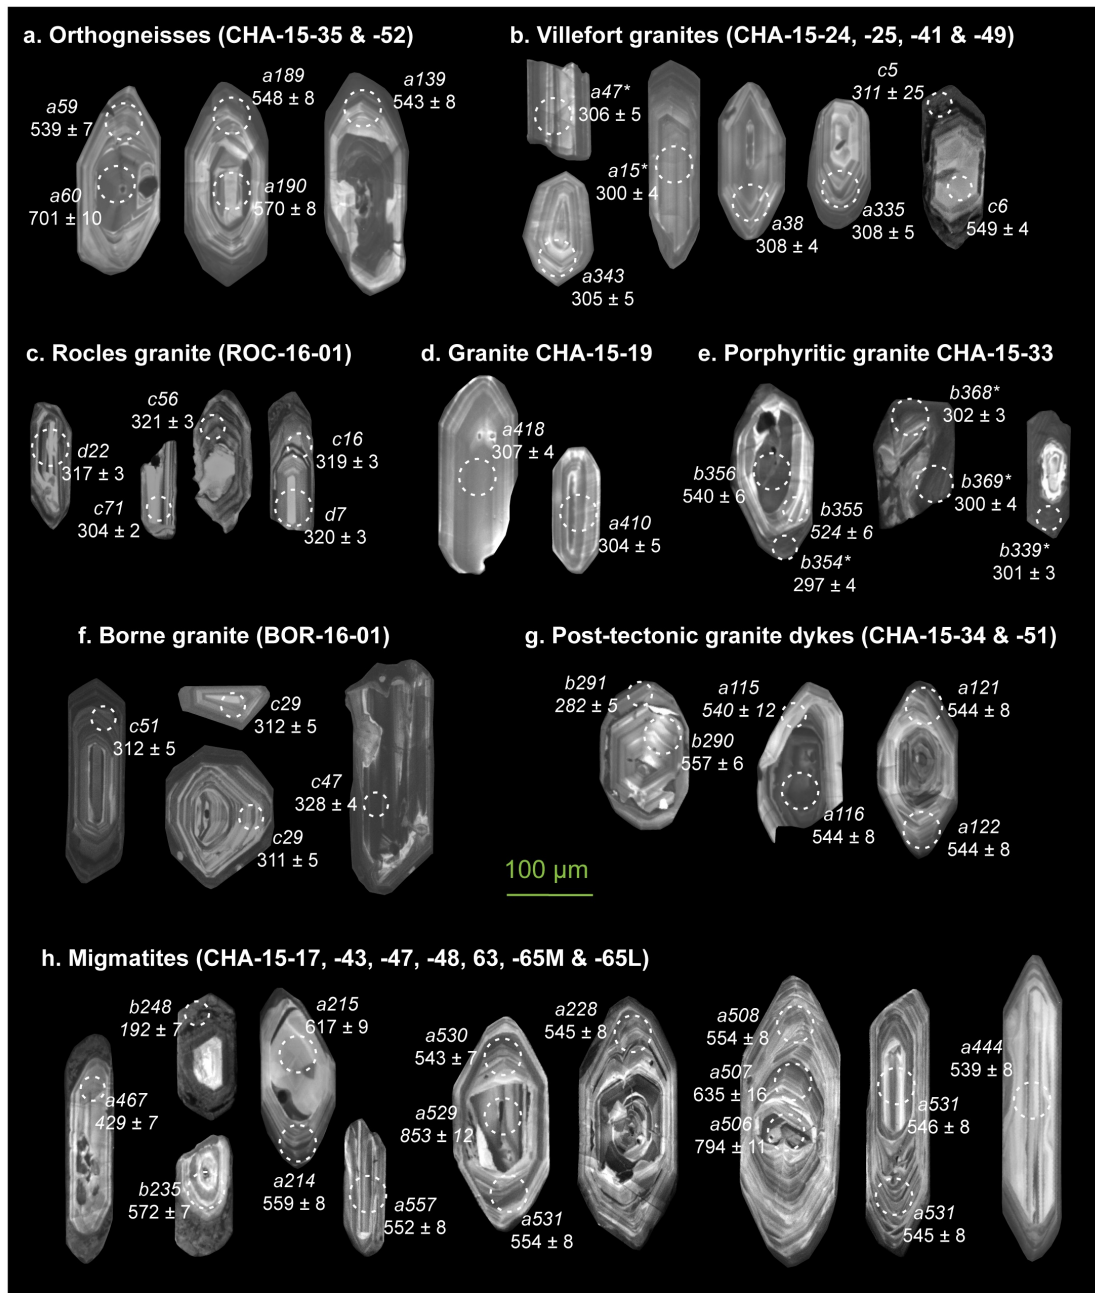 a. Orthogneisses (CHA-15-35 & -52)
a59
539 ± 7
a60
701 ± 10
a189
548 ± 8
a190
570 ± 8
a139
543 ± 8
b. Villefort granites (CHA-15-24, -25, -41 & -49)
a47*
306 ± 5
a343
305 ± 5
a15*
300 ± 4
a38
308 ± 4
a335
308 ± 5
c5
311 ± 25
c6
549 ± 4
c. Rocles granite (ROC-16-01)
d22
317 ± 3
c71
304 ± 2
c56
321 ± 3
c16
319 ± 3
d7
320 ± 3
d. Granite CHA-15-19
a418
307 ± 4
a410
304 ± 5
e. Porphyritic granite CHA-15-33
b356
540 ± 6
b355
524 ± 6
b354*
297 ± 4
b368*
302 ± 3
b369*
300 ± 4
b339*
301 ± 3
f. Borne granite (BOR-16-01)
c51
312 ± 5
c29
312 ± 5
c29
311 ± 5
c47
328 ± 4
g. Post-tectonic granite dykes (CHA-15-34 & -51)
b291
282 ± 5
b290
557 ± 6
a115
540 ± 12
a116
544 ± 8
a121
544 ± 8
a122
544 ± 8
100 µm
h. Migmatites (CHA-15-17, -43, -47, -48, 63, -65M & -65L)
a467
429 ± 7
b248
192 ± 7
b235
572 ± 7
a215
617 ± 9
a214
559 ± 8
a557
552 ± 8
a530
543 ± 7
a529
853 ± 12
a531
554 ± 8
a228
545 ± 8
a508
554 ± 8
a507
635 ± 16
a506
794 ± 11
a531
546 ± 8
a531
545 ± 8
a444
539 ± 8